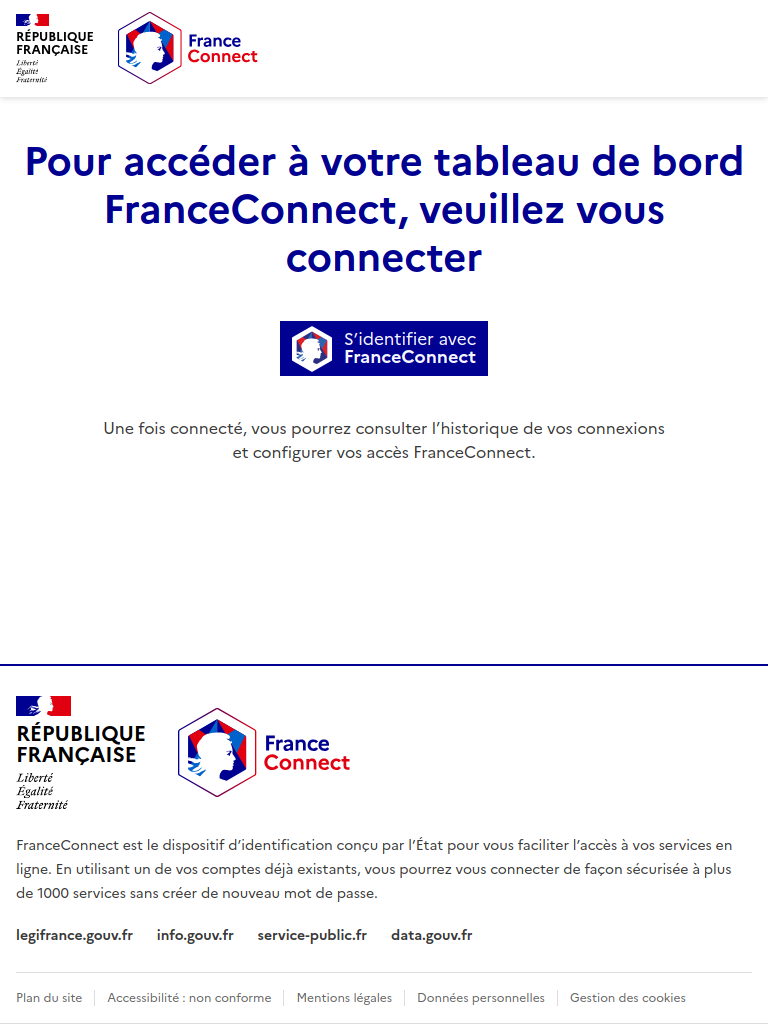 RÉPUBLIQUE
FRANÇAISE
Liberté
Égalité
Fraternité
France
Connect
Pour accéder à votre tableau de bord
FranceConnect, veuillez vous
connecter
S’identifier avec
FranceConnect
Une fois connecté, vous pourrez consulter l’historique de vos connexions
et configurer vos accès FranceConnect.
RÉPUBLIQUE
FRANÇAISE
Liberté
Égalité
Fraternité
France
Connect
FranceConnect est le dispositif d’identification conçu par l’État pour vous faciliter l’accès à vos services en
ligne. En utilisant un de vos comptes déjà existants, vous pourrez vous connecter de façon sécurisée à plus
de 1000 services sans créer de nouveau mot de passe.
legifrance.gouv.fr info.gouv.fr service-public.fr data.gouv.fr
Plan du site Accessibilité : non conforme Mentions légales Données personnelles Gestion des cookies